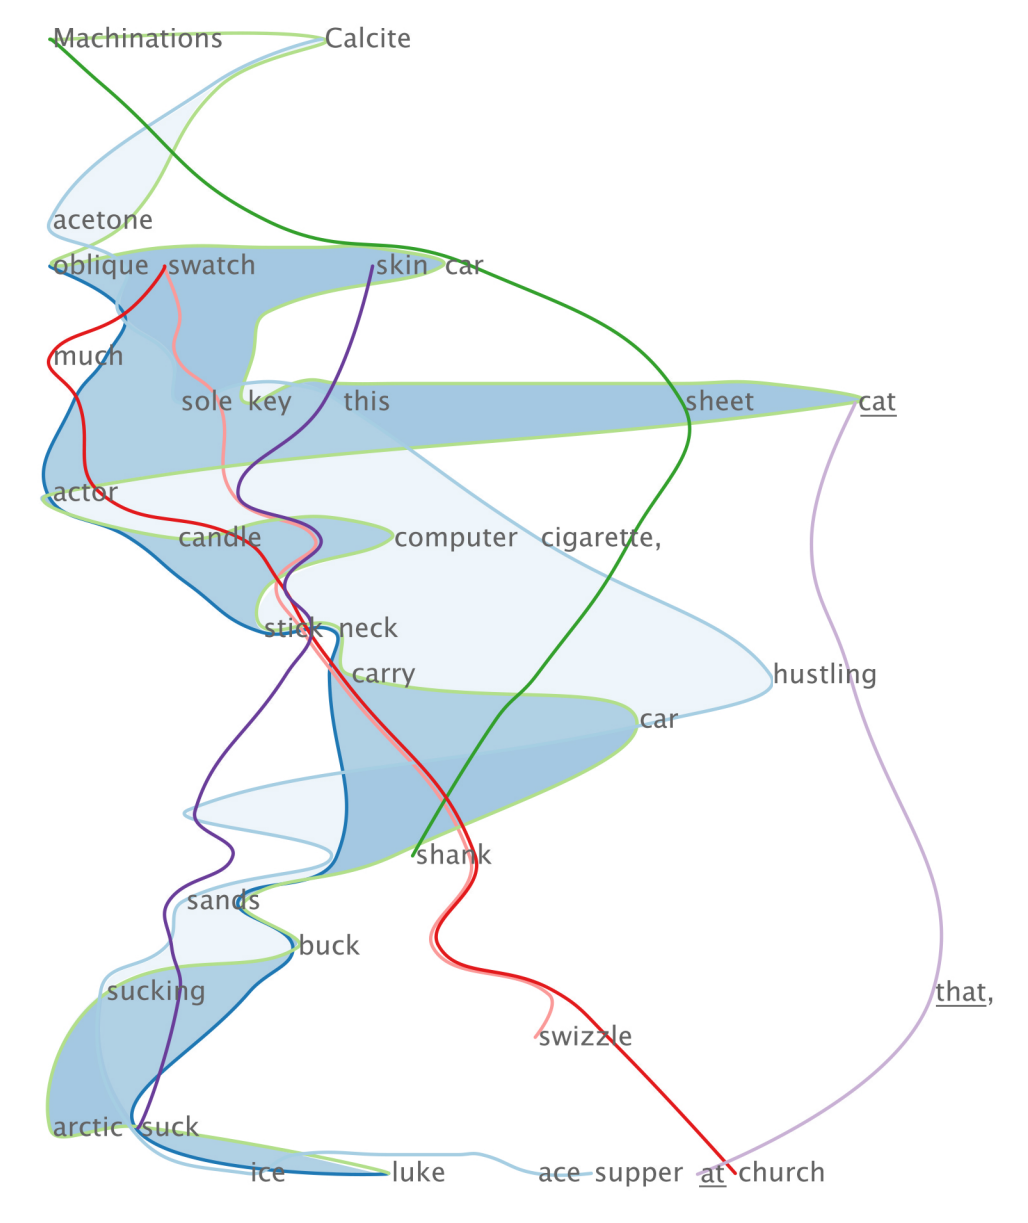 Machinations Calcite
acetone
oblique swatch skin car
much
sole key this sheet cat
actor
candle computer cigarette,
stick neck
carry hustling
car
shank
sands
buck
sucking that,
swizzle
arctic suck
ice luke ace supper at church